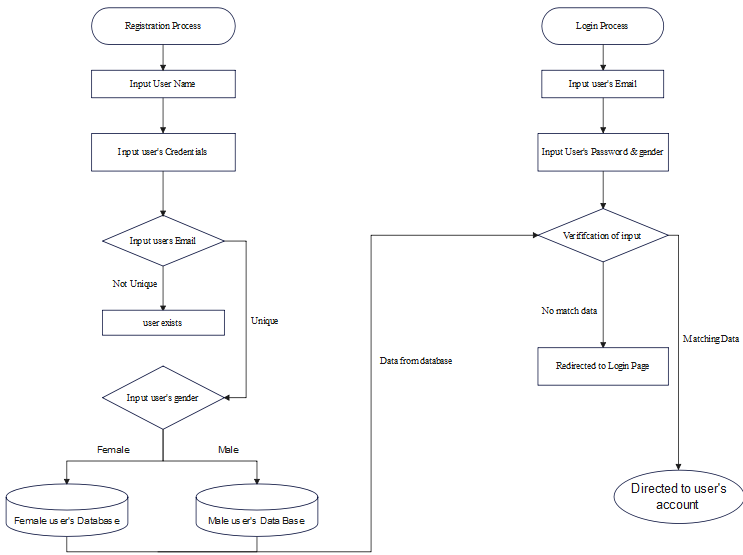 Registration Process
Input User Name
Input user's Credentials
Input users Email
Not Unique
user exists
Unique
Input user's gender
Female
Male
Female user's Database
Male user's Data Base
Data from database
Login Process
Input user's Email
Input User's Password & gender
Verififcation of input
No match data
Matching Data
Redirected to Login Page
Directed to user's
account